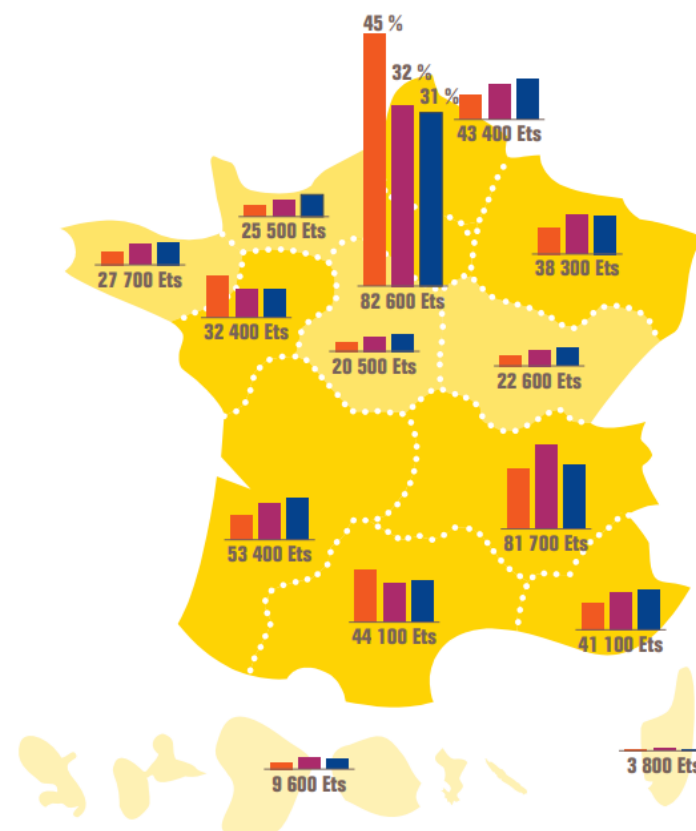 45 %
32 %
31 %
43 400 Ets
25 500 Ets
38 300 Ets
27 700 Ets
82 600 Ets
32 400 Ets
20 500 Ets
22 600 Ets
81 700 Ets
53 400 Ets
44 100 Ets
41 100 Ets
3 800 Ets
9 600 Ets